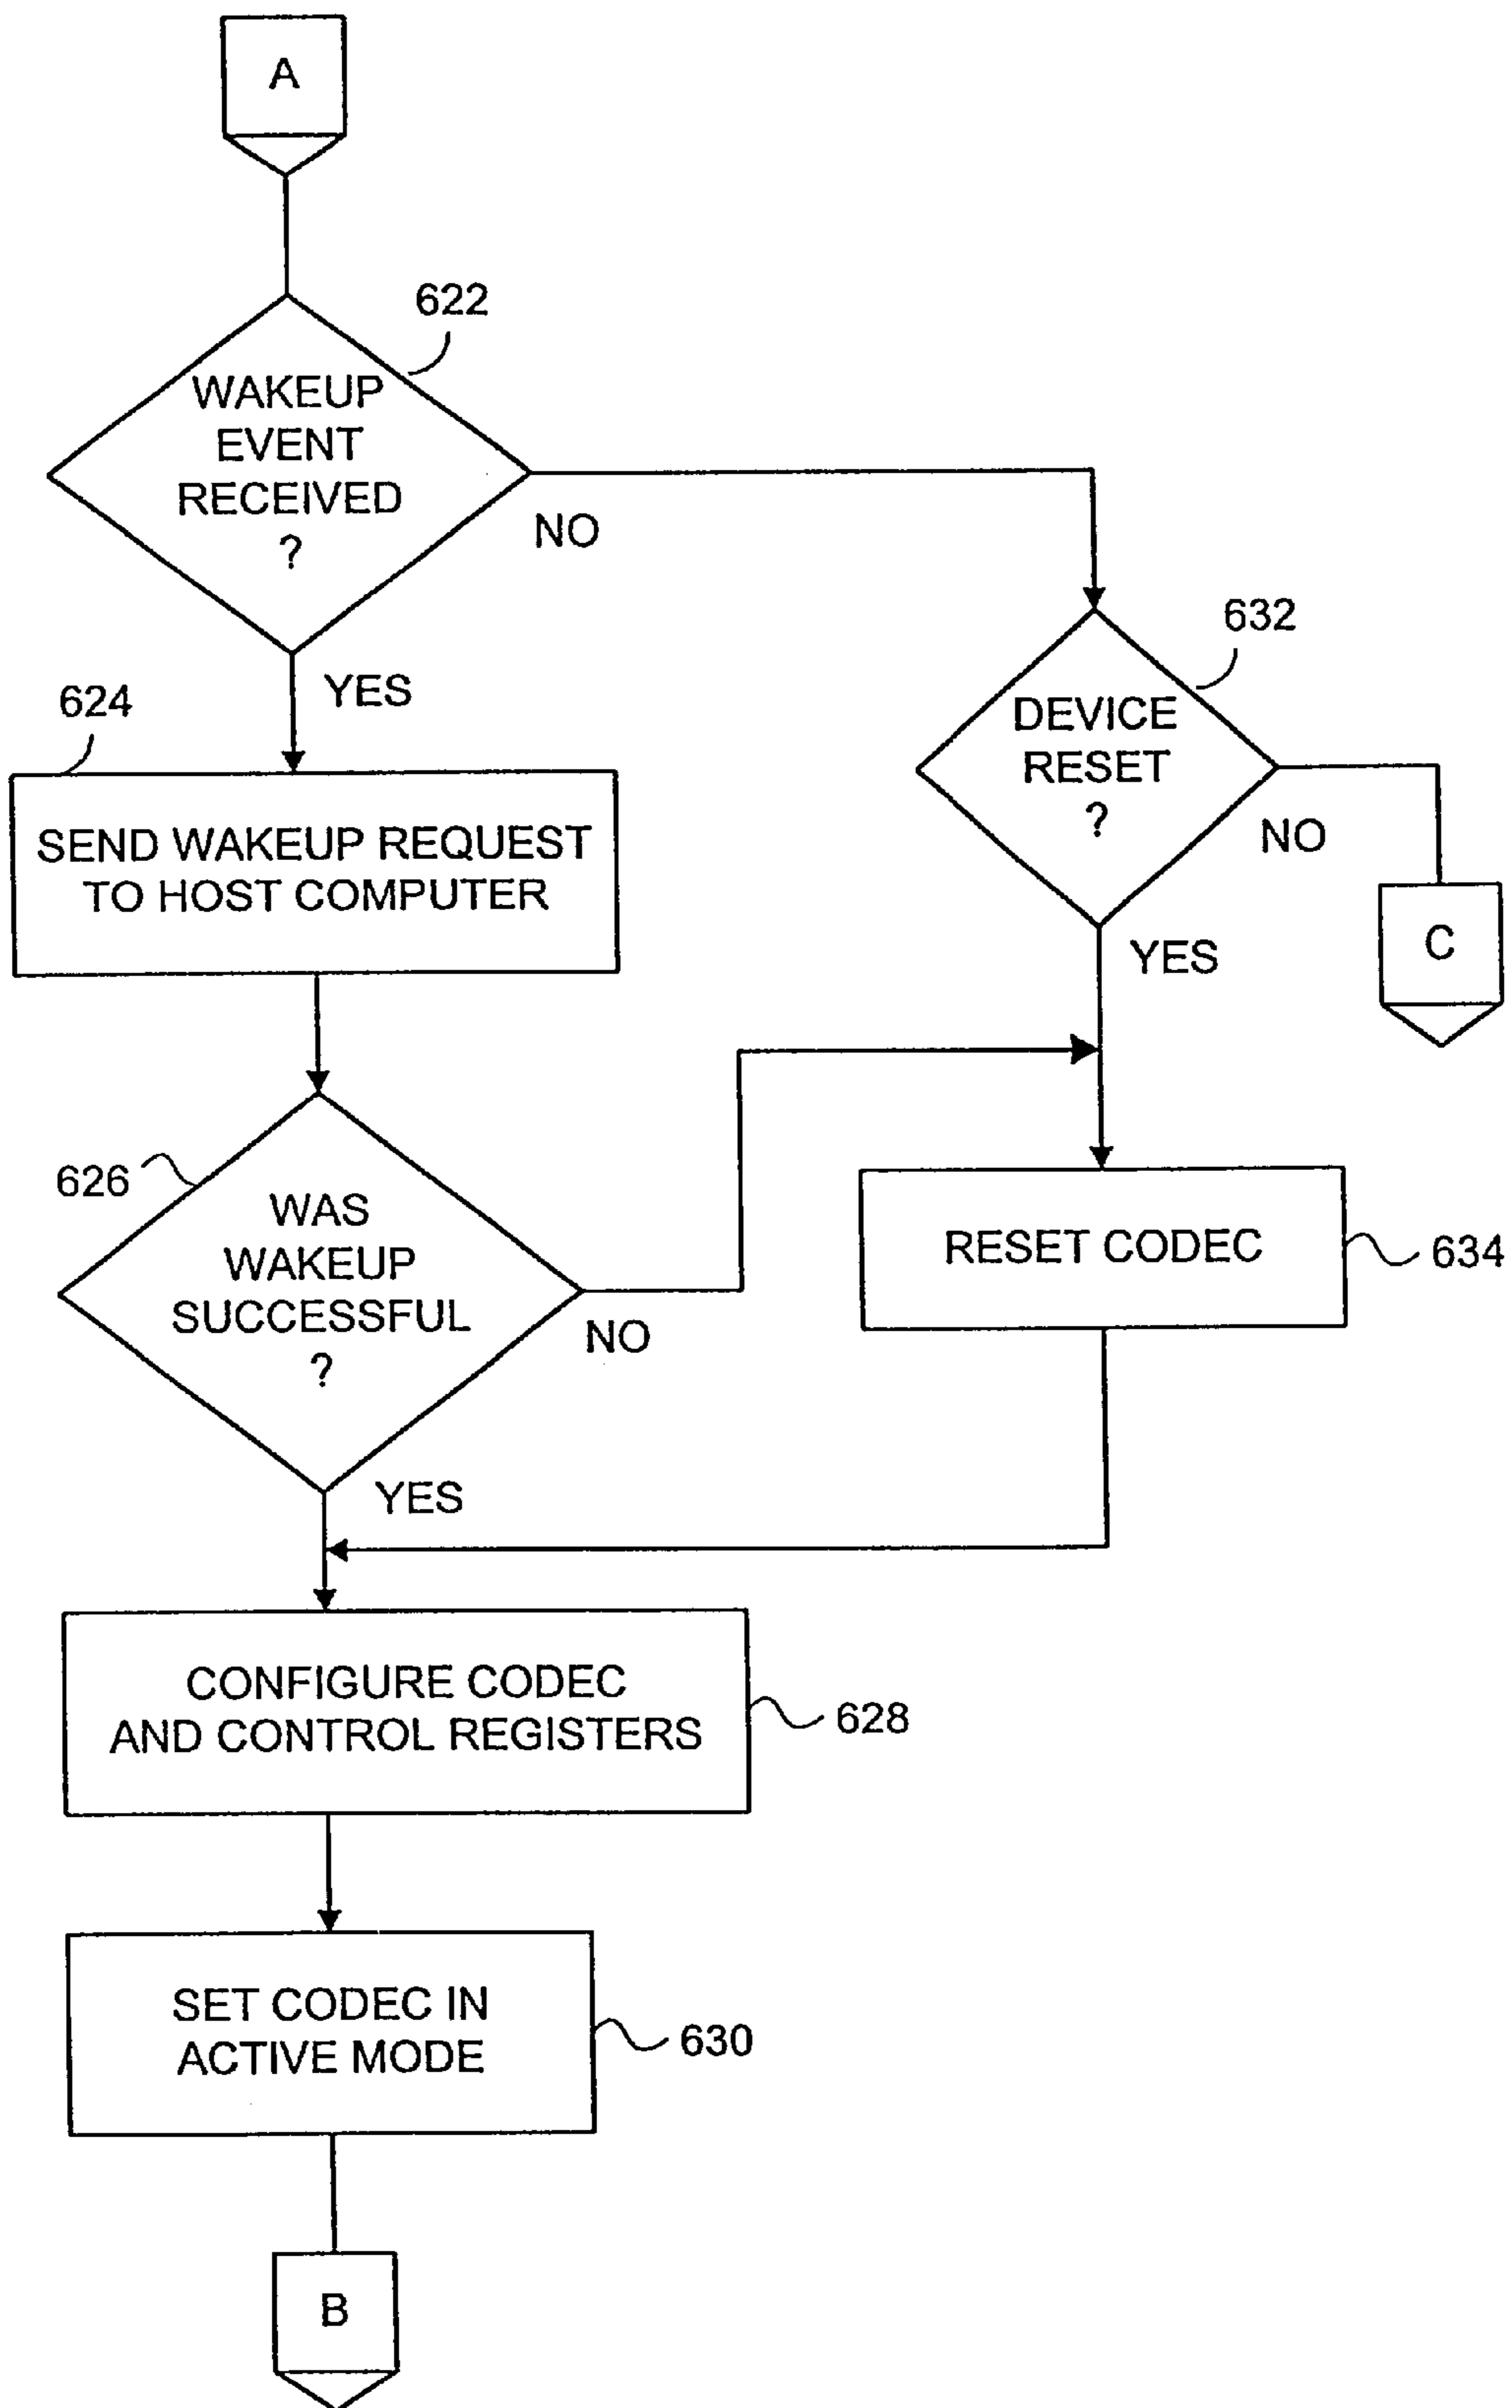 A
622
WAKEUP
EVENT
RECEIVED
?
NO
YES
632
DEVICE
RESET
?
NO
YES
C
624
SEND WAKEUP REQUEST
TO HOST COMPUTER
626
WAS
WAKEUP
SUCCESSFUL
?
NO
YES
RESET CODEC
634
CONFIGURE CODEC
AND CONTROL REGISTERS
628
SET CODEC IN
ACTIVE MODE
630
B